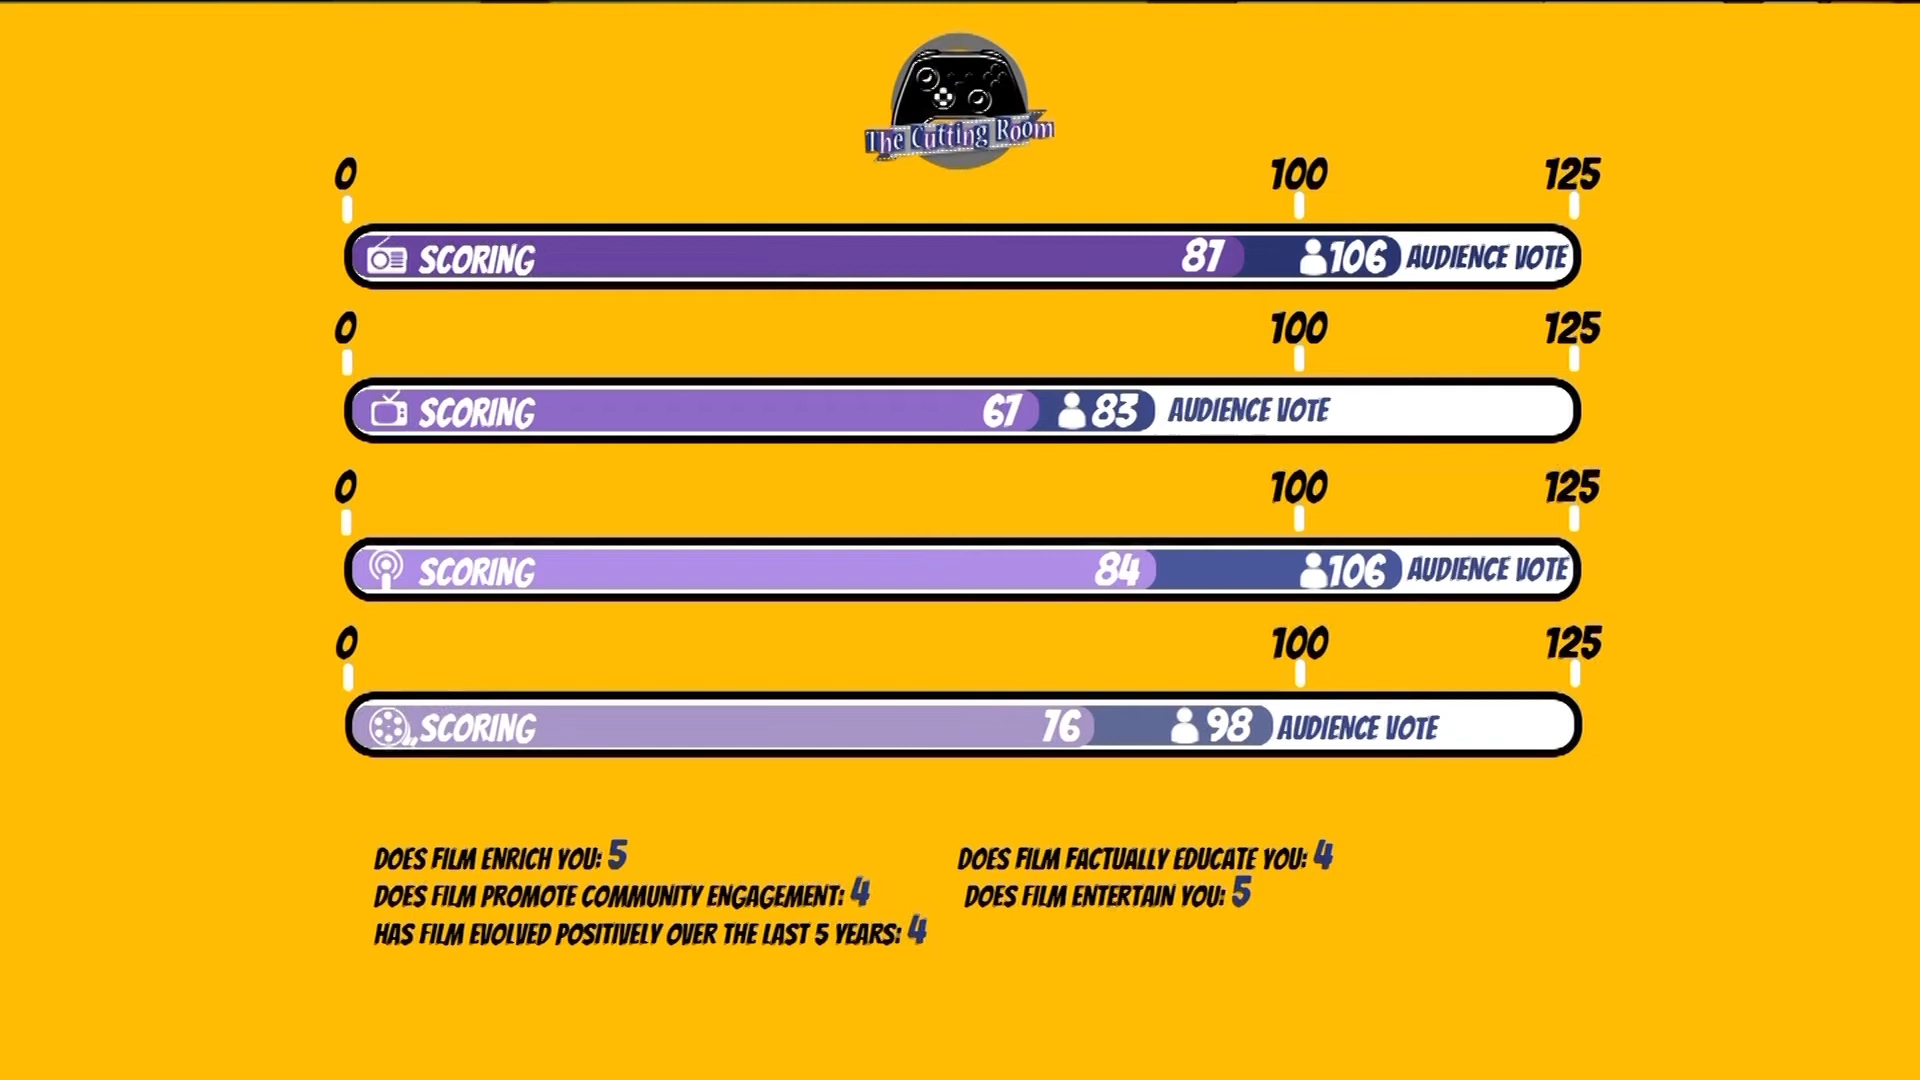 The Cutting Room
0 100 125
SCORING 87 106 AUDIENCE VOTE
0 100 125
SCORING 67 83 AUDIENCE VOTE
0 100 125
SCORING 84 106 AUDIENCE VOTE
0 100 125
SCORING 76 98 AUDIENCE VOTE
DOES FILM ENRICH YOU: 5
DOES FILM PROMOTE COMMUNITY ENGAGEMENT: 4
HAS FILM EVOLVED POSITIVELY OVER THE LAST 5 YEARS: 4
DOES FILM FACTUALLY EDUCATE YOU: 4
DOES FILM ENTERTAIN YOU: 5